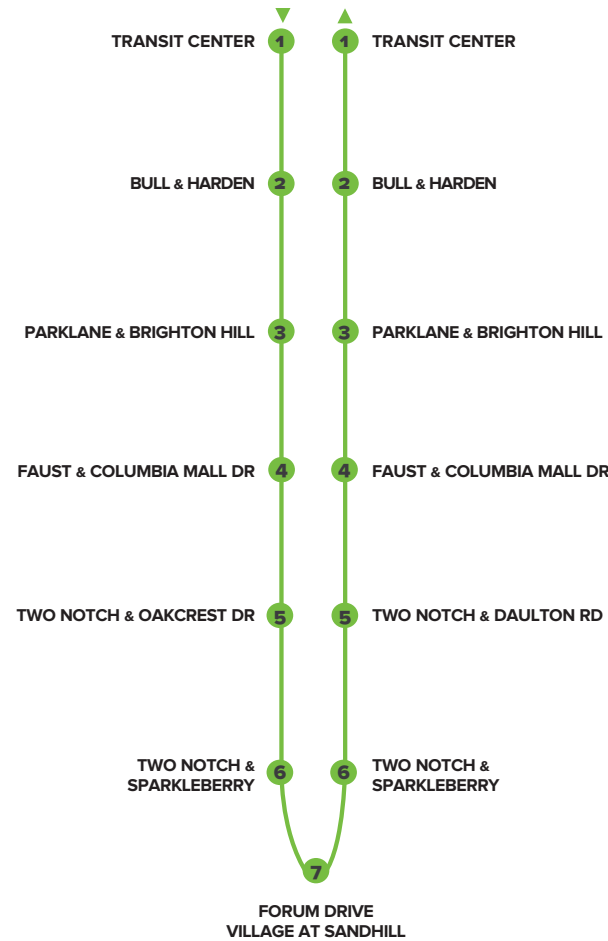 TRANSIT CENTER 1 1 TRANSIT CENTER
BULL & HARDEN 2 2 BULL & HARDEN
PARKLANE & BRIGHTON HILL 3 3 PARKLANE & BRIGHTON HILL
FAUST & COLUMBIA MALL DR 4 4 FAUST & COLUMBIA MALL DR
TWO NOTCH & OAKCREST DR 5 5 TWO NOTCH & DAULTON RD
TWO NOTCH &
SPARKLEBERRY
6 6
TWO NOTCH &
SPARKLEBERRY
7
FORUM DRIVE
VILLAGE AT SANDHILL